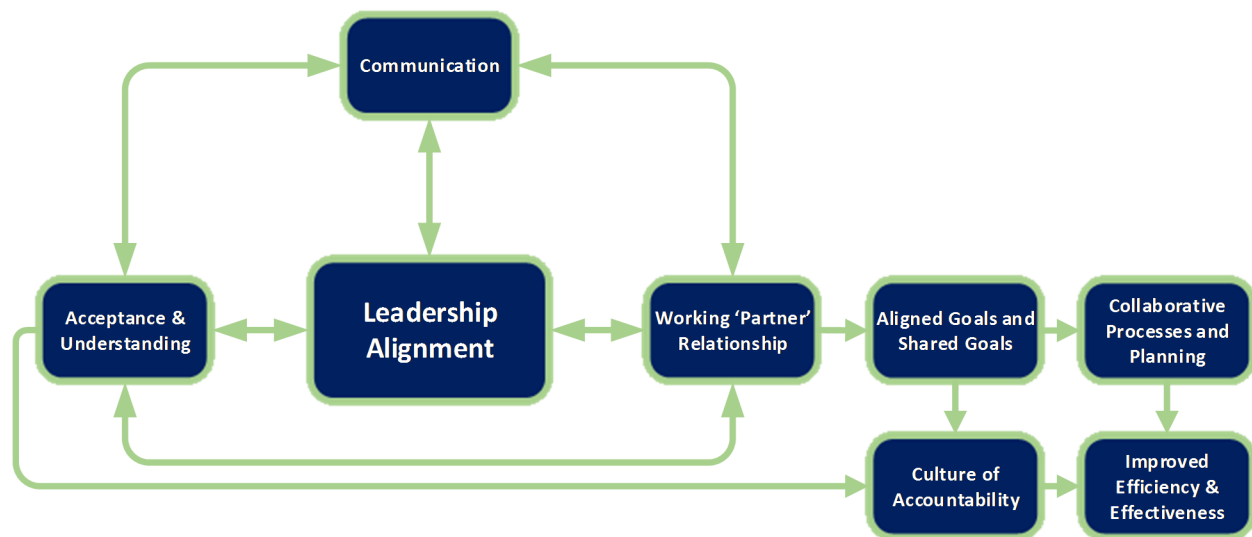 Communication
Leadership
Alignment
Acceptance &
Understanding
Working ‘Partner’
Relationship
Aligned Goals and
Shared Goals
Collaborative
Processes and
Planning
Culture of
Accountability
Improved
Efficiency &
Effectiveness